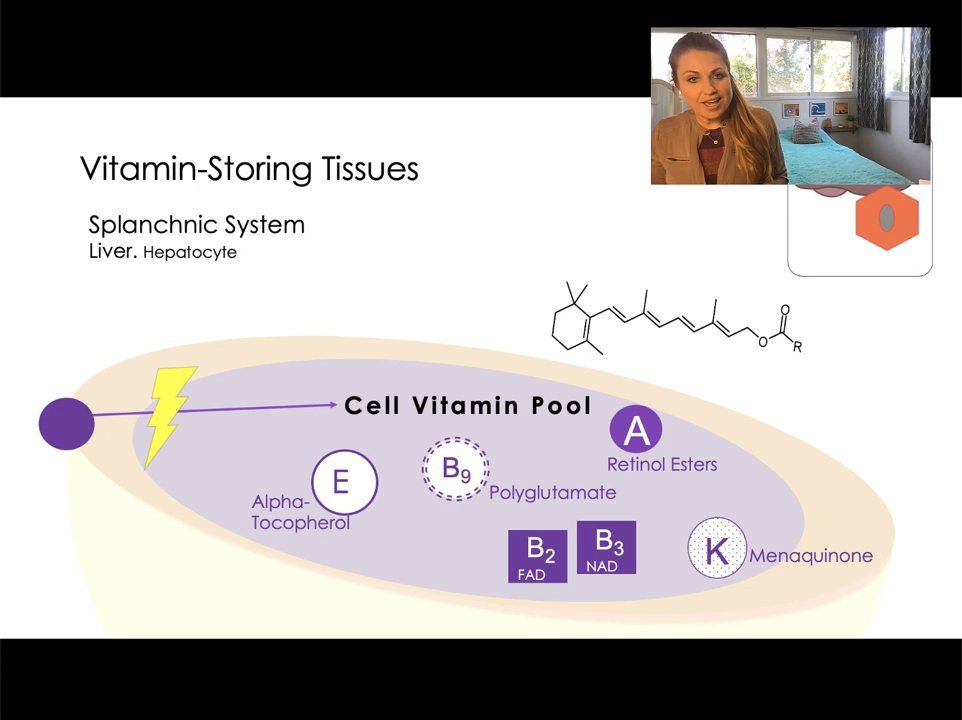 Vitamin-Storing Tissues
Splanchnic System
Liver. Hepatocyte
O
O
R
Cell Vitamin Pool
A
Retinol Esters
E
Alpha-
Tocopherol
B9
Polyglutamate
B2
FAD
B3
NAD
K
Menaquinone